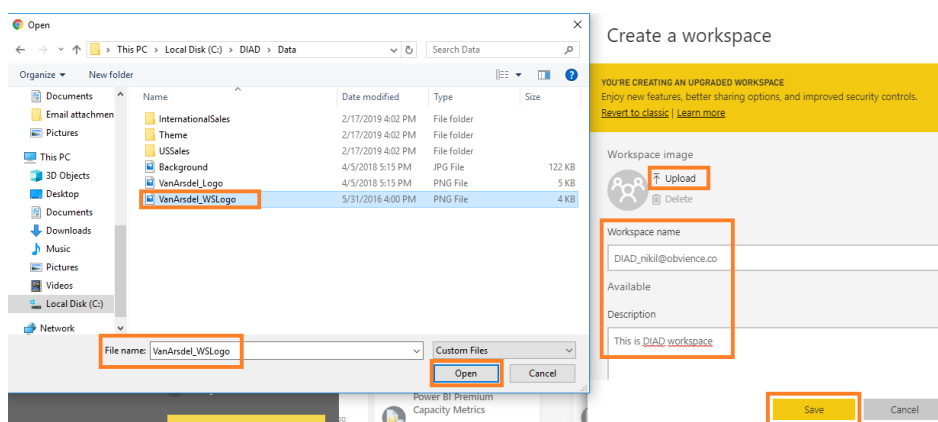 Open
This PC > Local Disk (C:) > DIAD > Data
Search Data
Organize
New folder
Documents
Email attachmen
Pictures
This PC
3D Objects
Desktop
Documents
Downloads
Music
Pictures
Videos
Local Disk (C:)
Network
Name Date modified Type Size
InternationalSales 2/17/2019 4:02 PM File folder
Theme 2/17/2019 4:02 PM File folder
USSales 2/17/2019 4:02 PM File folder
Background 4/5/2018 5:15 PM JPG File 122 KB
VanArsdel_Logo 4/5/2018 5:15 PM PNG File 5 KB
VanArsdel_WSLogo 5/31/2016 4:00 PM PNG File 4 KB
File name: VanArsdel_WSLogo
Custom Files
Open
Cancel
Power BI Premium
Capacity Metrics
Create a workspace
YOU'RE CREATING AN UPGRADED WORKSPACE
Enjoy new features, better sharing options, and improved security controls.
Revert to classic | Learn more
Workspace image
Upload
Delete
Workspace name
DIAD_nikil@obvience.co
Available
Description
This is DIAD workspace
Save
Cancel